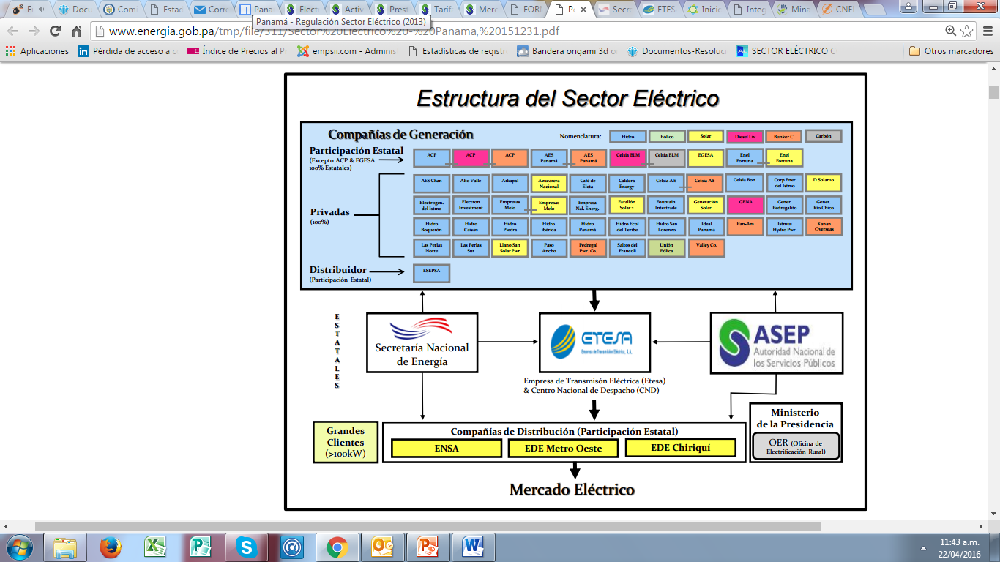 E
Docu
Com
Estac
Corre
Pana
Elect
Activ
Prest
Tarif
Merc
FORM
Po
Secre
ETES
Inicio
Integ
Mina
CNFL
Panamá - Regulación Sector Eléctrico (2013)
www.energia.gob.pa/tmp/file/311/Sector%20Electrico%20-%20Panama,%20151231.pdf
Aplicaciones
Pérdida de acceso a c
Índice de Precios al Pr
empsii.com - Adminis
Estadísticas de registr
Bandera origami 3d o
Documentos-Resoluci
SECTOR ELÉCTRICO C
Otros marcadores
Estructura del Sector Eléctrico
Compañías de Generación
Nomenclatura: Hidro Eólico Solar Diesel Liv Bunker C Carbón
Participación Estatal
(Excepto ACP & EGESA
100% Estatales)
ACP ACP ACP AES Panamá AES Panamá Celsia BLM Celsia BLM EGESA Enel Fortuna Enel Fortuna
Privadas
(100%)
AES Chan Alto Valle Arkapal Azucarera Nacional Café de Eleta Caldera Energy Celsia Alt Celsia Alt Celsia Bon Corp Ener del Istmo D Solar 10
Electrogen. del Istmo Electron Investment Empresas Melo Empresas Melo Empresa Nal. Energ. Farallón Solar 2 Fountain Intertrade Generación Solar GENA Gener. Pedregalito Gener. Río Chico
Hidro Boquerón Hidro Caisán Hidro Piedra Hidro ibérica Hidro Panamá Hidro Ecol del Teribe Hidro San Lorenzo Ideal Panamá Pan-Am Istmus Hydro Pwr. Kanan Overseas
Las Perlas Norte Las Perlas Sur Llano San Solar Pwr Paso Ancho Pedregal Pwr. Co. Saltos del Francolí Unión Eólica Valley Co.
Distribuidor
(Participación Estatal)
ESEPSA
ESTATALES
Secretaría Nacional
de Energía
ETESA
Empresa de Transmisión Eléctrica, S.A.
ASEP
Autoridad Nacional de
los Servicios Públicos
Empresa de Transmisón Eléctrica (Etesa)
& Centro Nacional de Despacho (CND)
Grandes
Clientes
(>100kW)
Compañías de Distribución (Participación Estatal)
ENSA EDE Metro Oeste EDE Chiriquí
Ministerio
de la Presidencia
OER (Oficina de
Electrificación Rural)
Mercado Eléctrico
11:43 a.m.
22/04/2016